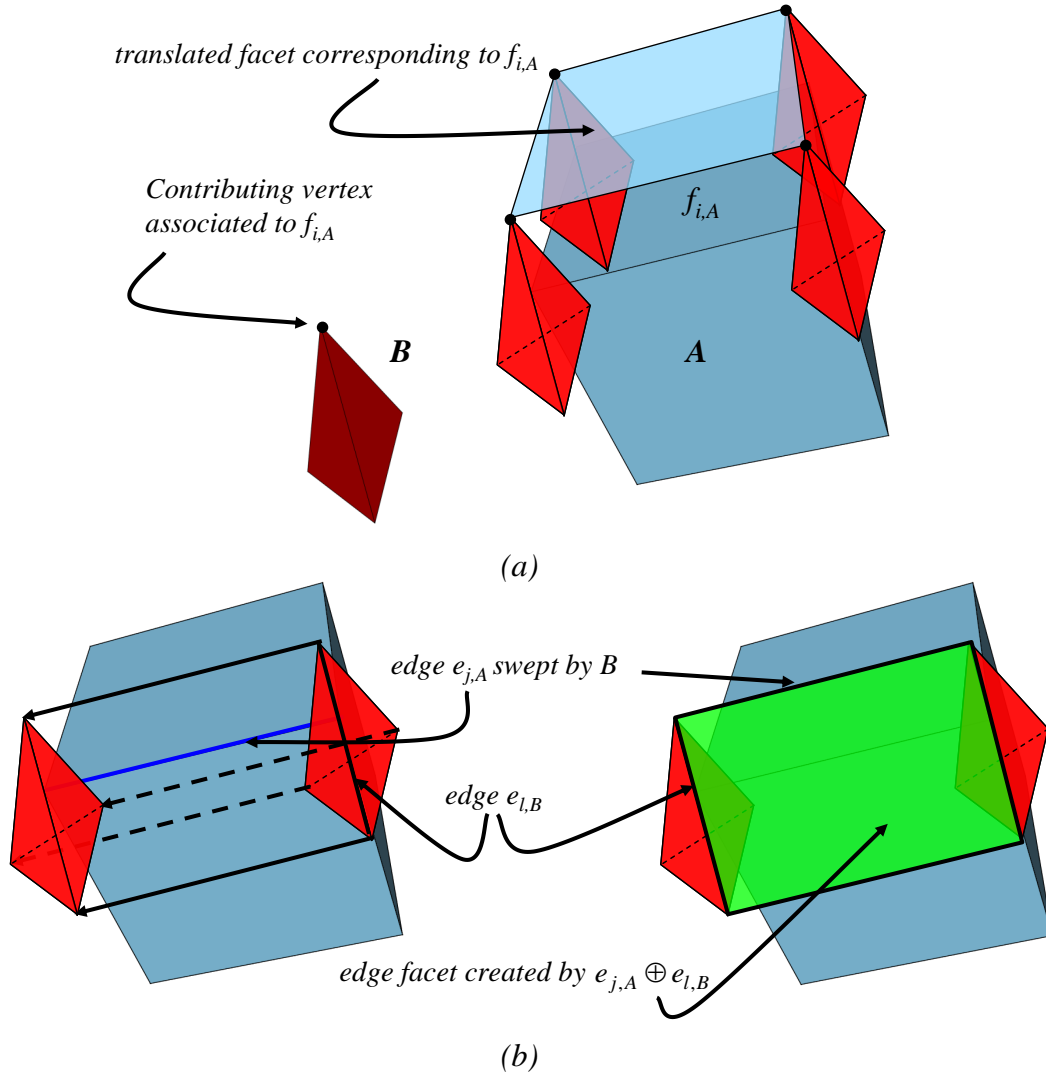 translated facet corresponding to f_{i,A}
Contributing vertex
associated to f_{i,A}
f_{i,A}
B
A
(a)
edge e_{j,A} swept by B
edge e_{l,B}
edge facet created by e_{j,A} ⊕ e_{l,B}
(b)